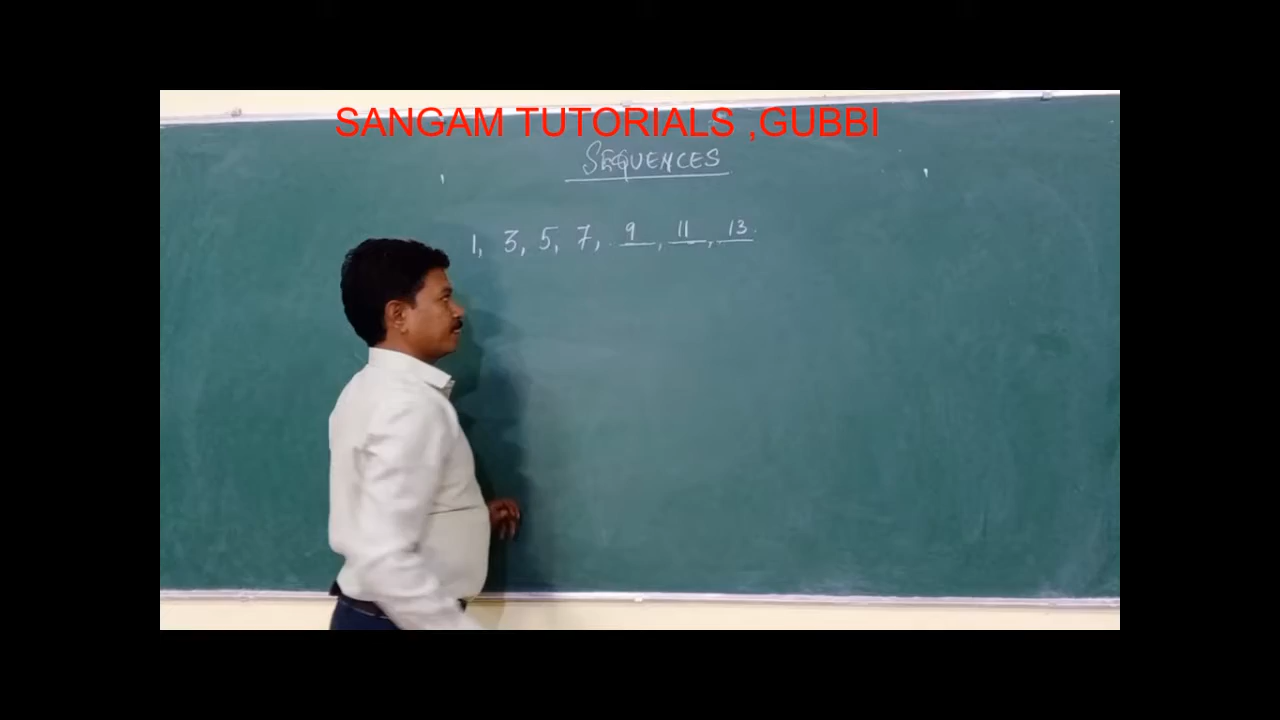 SANGAM TUTORIALS ,GUBBI
SEQUENCES
1, 3, 5, 7, 9, 11, 13.